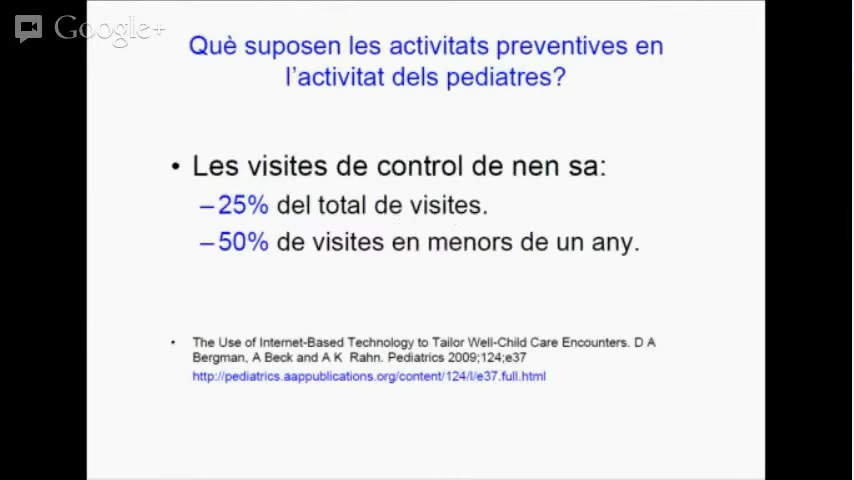 Google+
Què suposen les activitats preventives en
l'activitat dels pediatres?
• Les visites de control de nen sa:
–25% del total de visites.
–50% de visites en menors de un any.
• The Use of Internet-Based Technology to Tailor Well-Child Care Encounters. D A
Bergman, A Beck and A K Rahn. Pediatrics 2009;124;e37
http://pediatrics.aappublications.org/content/124/l/e37.full.html